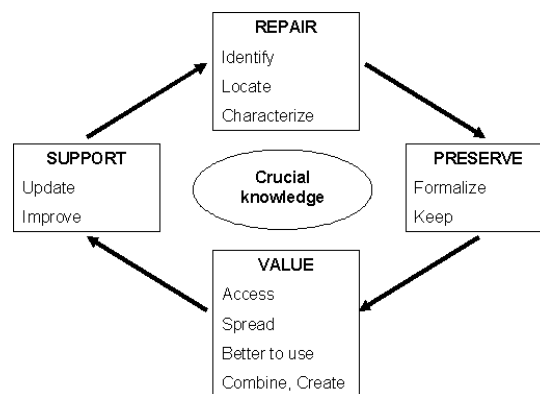 REPAIR
Identify
Locate
Characterize
SUPPORT
Update
Improve
Crucial
knowledge
PRESERVE
Formalize
Keep
VALUE
Access
Spread
Better to use
Combine, Create